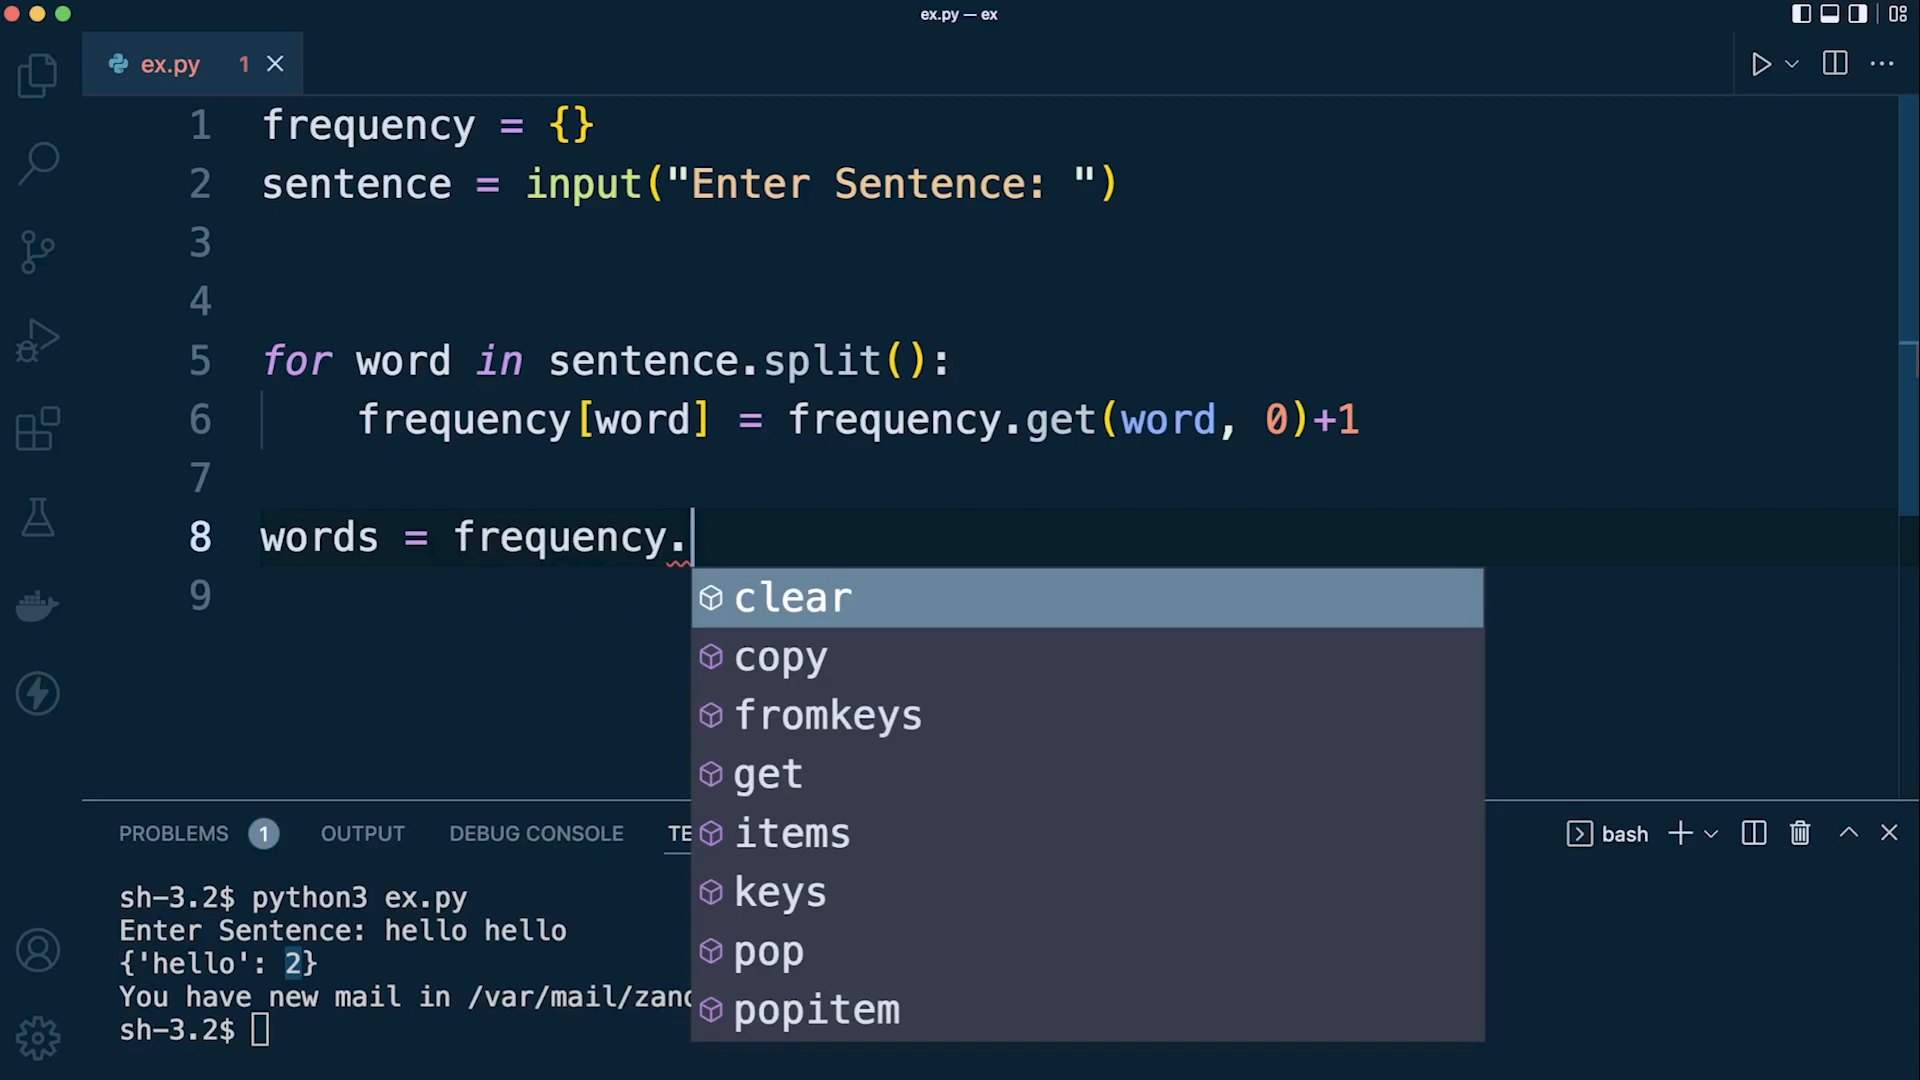 ex.py — ex
ex.py 1
1 frequency = {}
2 sentence = input("Enter Sentence: ")
3
4
5 for word in sentence.split():
6 frequency[word] = frequency.get(word, 0)+1
7
8 words = frequency.
9
clear
copy
fromkeys
get
items
keys
pop
popitem
PROBLEMS 1 OUTPUT DEBUG CONSOLE TE bash
sh-3.2$ python3 ex.py
Enter Sentence: hello hello
{'hello': 2}
You have new mail in /var/mail/zand
sh-3.2$